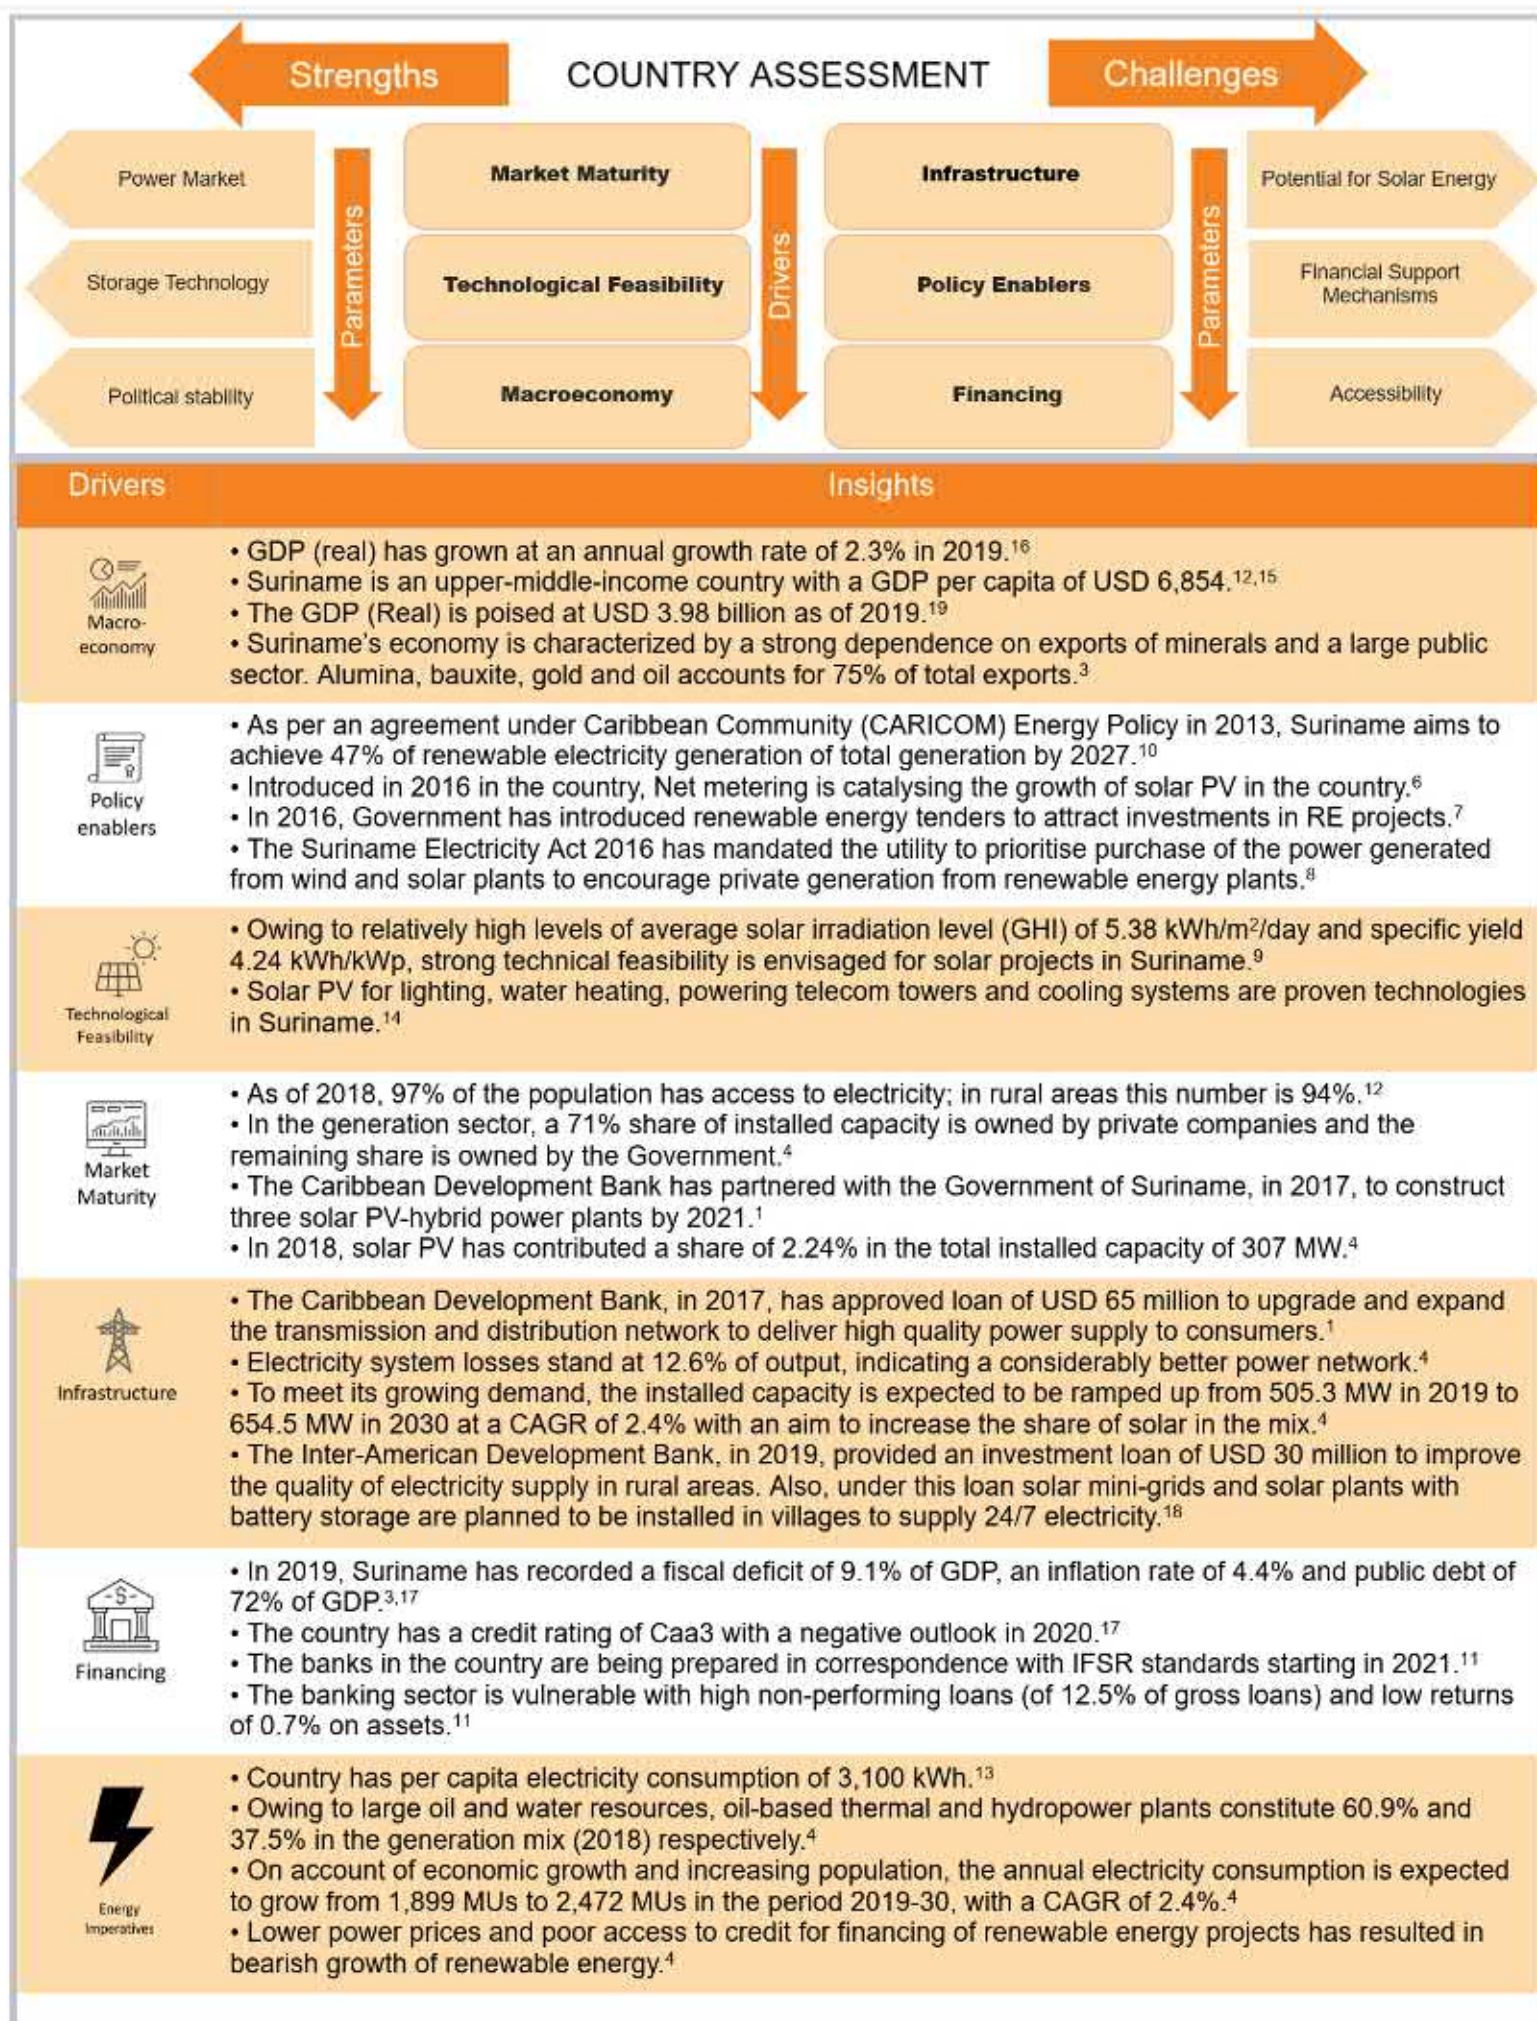 Strengths
COUNTRY ASSESSMENT
Challenges
Power Market
Storage Technology
Political stability
Parameters
Market Maturity
Technological Feasibility
Macroeconomy
Drivers
Infrastructure
Policy Enablers
Financing
Parameters
Potential for Solar Energy
Financial Support
Mechanisms
Accessibility
Drivers
Insights
Macro-
economy
• GDP (real) has grown at an annual growth rate of 2.3% in 2019.¹⁶
• Suriname is an upper-middle-income country with a GDP per capita of USD 6,854.¹²,¹⁵
• The GDP (Real) is poised at USD 3.98 billion as of 2019.¹⁹
• Suriname's economy is characterized by a strong dependence on exports of minerals and a large public
sector. Alumina, bauxite, gold and oil accounts for 75% of total exports.³
Policy
enablers
• As per an agreement under Caribbean Community (CARICOM) Energy Policy in 2013, Suriname aims to
achieve 47% of renewable electricity generation of total generation by 2027.¹⁰
• Introduced in 2016 in the country, Net metering is catalysing the growth of solar PV in the country.⁶
• In 2016, Government has introduced renewable energy tenders to attract investments in RE projects.⁷
• The Suriname Electricity Act 2016 has mandated the utility to prioritise purchase of the power generated
from wind and solar plants to encourage private generation from renewable energy plants.⁸
Technological
Feasibility
• Owing to relatively high levels of average solar irradiation level (GHI) of 5.38 kWh/m²/day and specific yield
4.24 kWh/kWp, strong technical feasibility is envisaged for solar projects in Suriname.⁹
• Solar PV for lighting, water heating, powering telecom towers and cooling systems are proven technologies
in Suriname.¹⁴
Market
Maturity
• As of 2018, 97% of the population has access to electricity; in rural areas this number is 94%.¹²
• In the generation sector, a 71% share of installed capacity is owned by private companies and the
remaining share is owned by the Government.⁴
• The Caribbean Development Bank has partnered with the Government of Suriname, in 2017, to construct
three solar PV-hybrid power plants by 2021.¹
• In 2018, solar PV has contributed a share of 2.24% in the total installed capacity of 307 MW.⁴
Infrastructure
• The Caribbean Development Bank, in 2017, has approved loan of USD 65 million to upgrade and expand
the transmission and distribution network to deliver high quality power supply to consumers.¹
• Electricity system losses stand at 12.6% of output, indicating a considerably better power network.⁴
• To meet its growing demand, the installed capacity is expected to be ramped up from 505.3 MW in 2019 to
654.5 MW in 2030 at a CAGR of 2.4% with an aim to increase the share of solar in the mix.⁴
• The Inter-American Development Bank, in 2019, provided an investment loan of USD 30 million to improve
the quality of electricity supply in rural areas. Also, under this loan solar mini-grids and solar plants with
battery storage are planned to be installed in villages to supply 24/7 electricity.¹⁸
-$-
Financing
• In 2019, Suriname has recorded a fiscal deficit of 9.1% of GDP, an inflation rate of 4.4% and public debt of
72% of GDP.³,¹⁷
• The country has a credit rating of Caa3 with a negative outlook in 2020.¹⁷
• The banks in the country are being prepared in correspondence with IFSR standards starting in 2021.¹¹
• The banking sector is vulnerable with high non-performing loans (of 12.5% of gross loans) and low returns
of 0.7% on assets.¹¹
Energy
Imperatives
• Country has per capita electricity consumption of 3,100 kWh.¹³
• Owing to large oil and water resources, oil-based thermal and hydropower plants constitute 60.9% and
37.5% in the generation mix (2018) respectively.⁴
• On account of economic growth and increasing population, the annual electricity consumption is expected
to grow from 1,899 MUs to 2,472 MUs in the period 2019-30, with a CAGR of 2.4%.⁴
• Lower power prices and poor access to credit for financing of renewable energy projects has resulted in
bearish growth of renewable energy.⁴